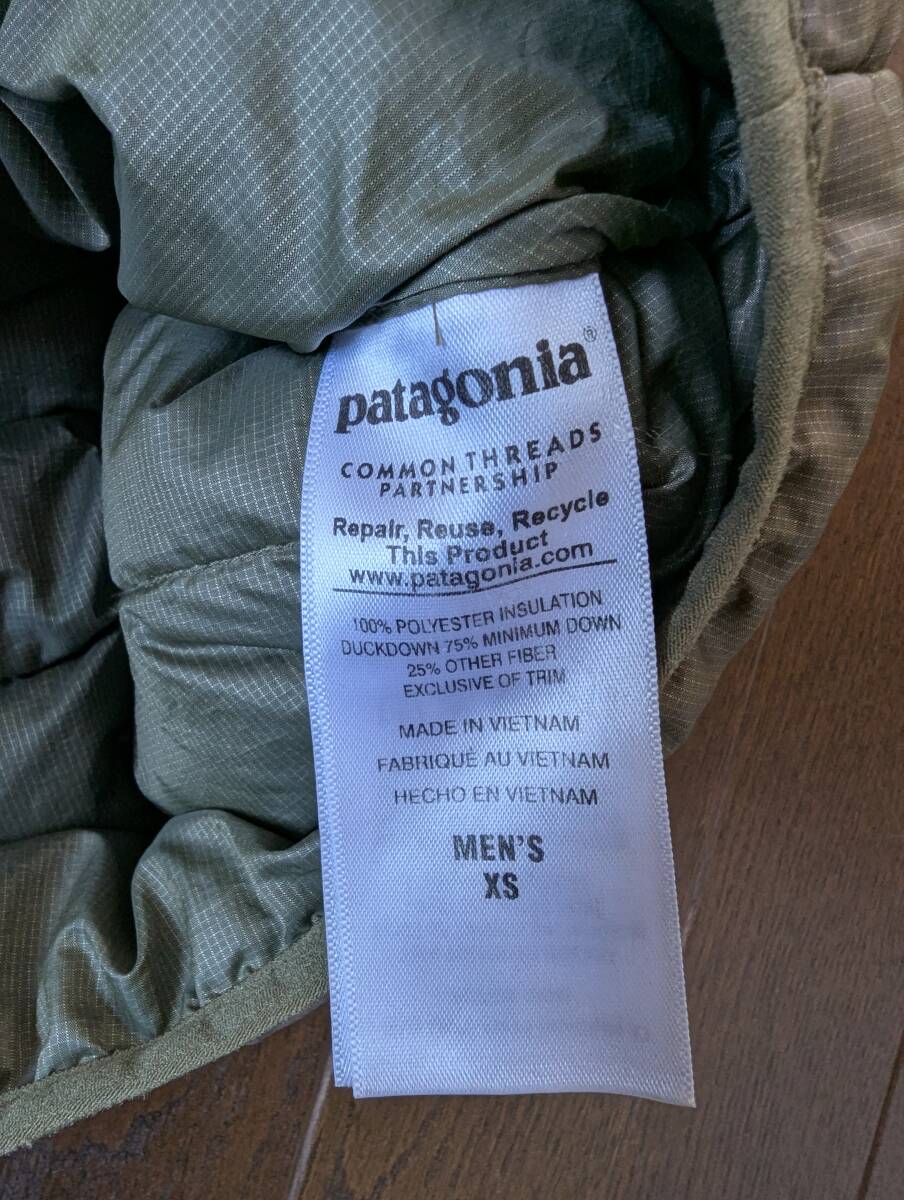 patagonia®
COMMON THREADS
PARTNERSHIP
Repair, Reuse, Recycle
This Product
www.patagonia.com
100% POLYESTER INSULATION
DUCKDOWN 75% MINIMUM DOWN
25% OTHER FIBER
EXCLUSIVE OF TRIM
MADE IN VIETNAM
FABRIQUÉ AU VIETNAM
HECHO EN VIETNAM
MEN'S
XS